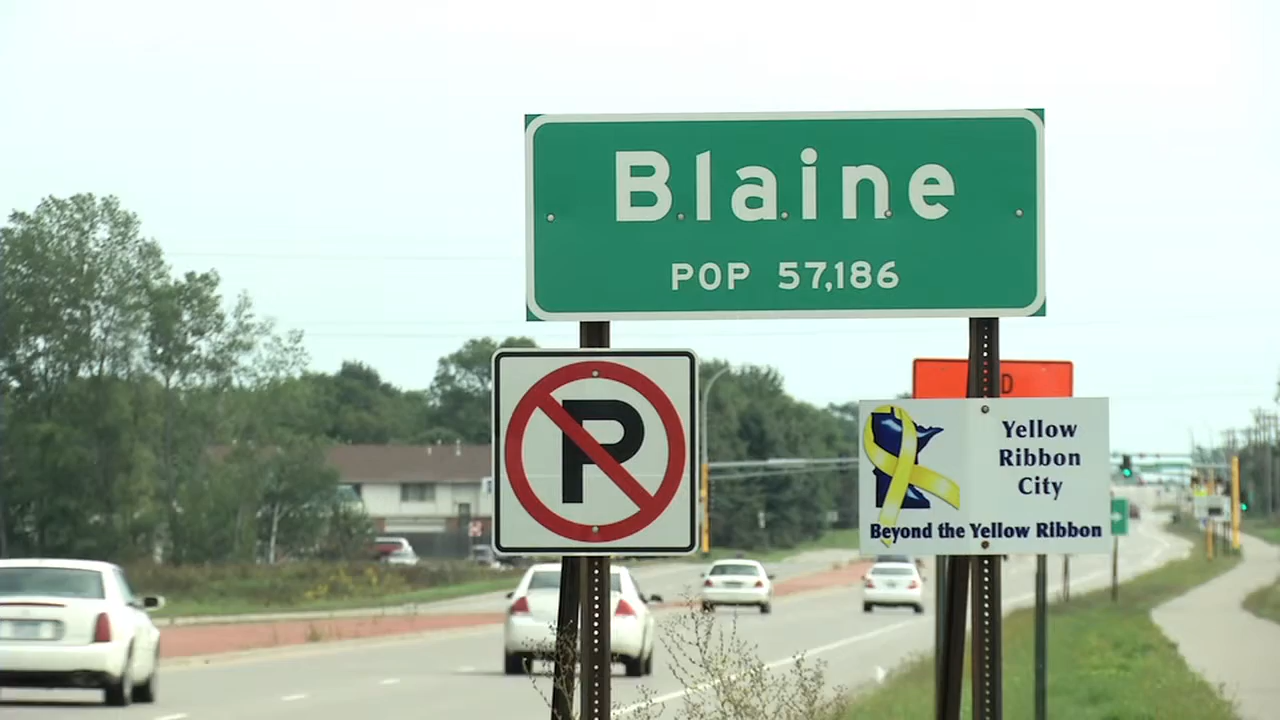 Blaine
POP 57,186
P
D
Yellow
Ribbon
City
Beyond the Yellow Ribbon